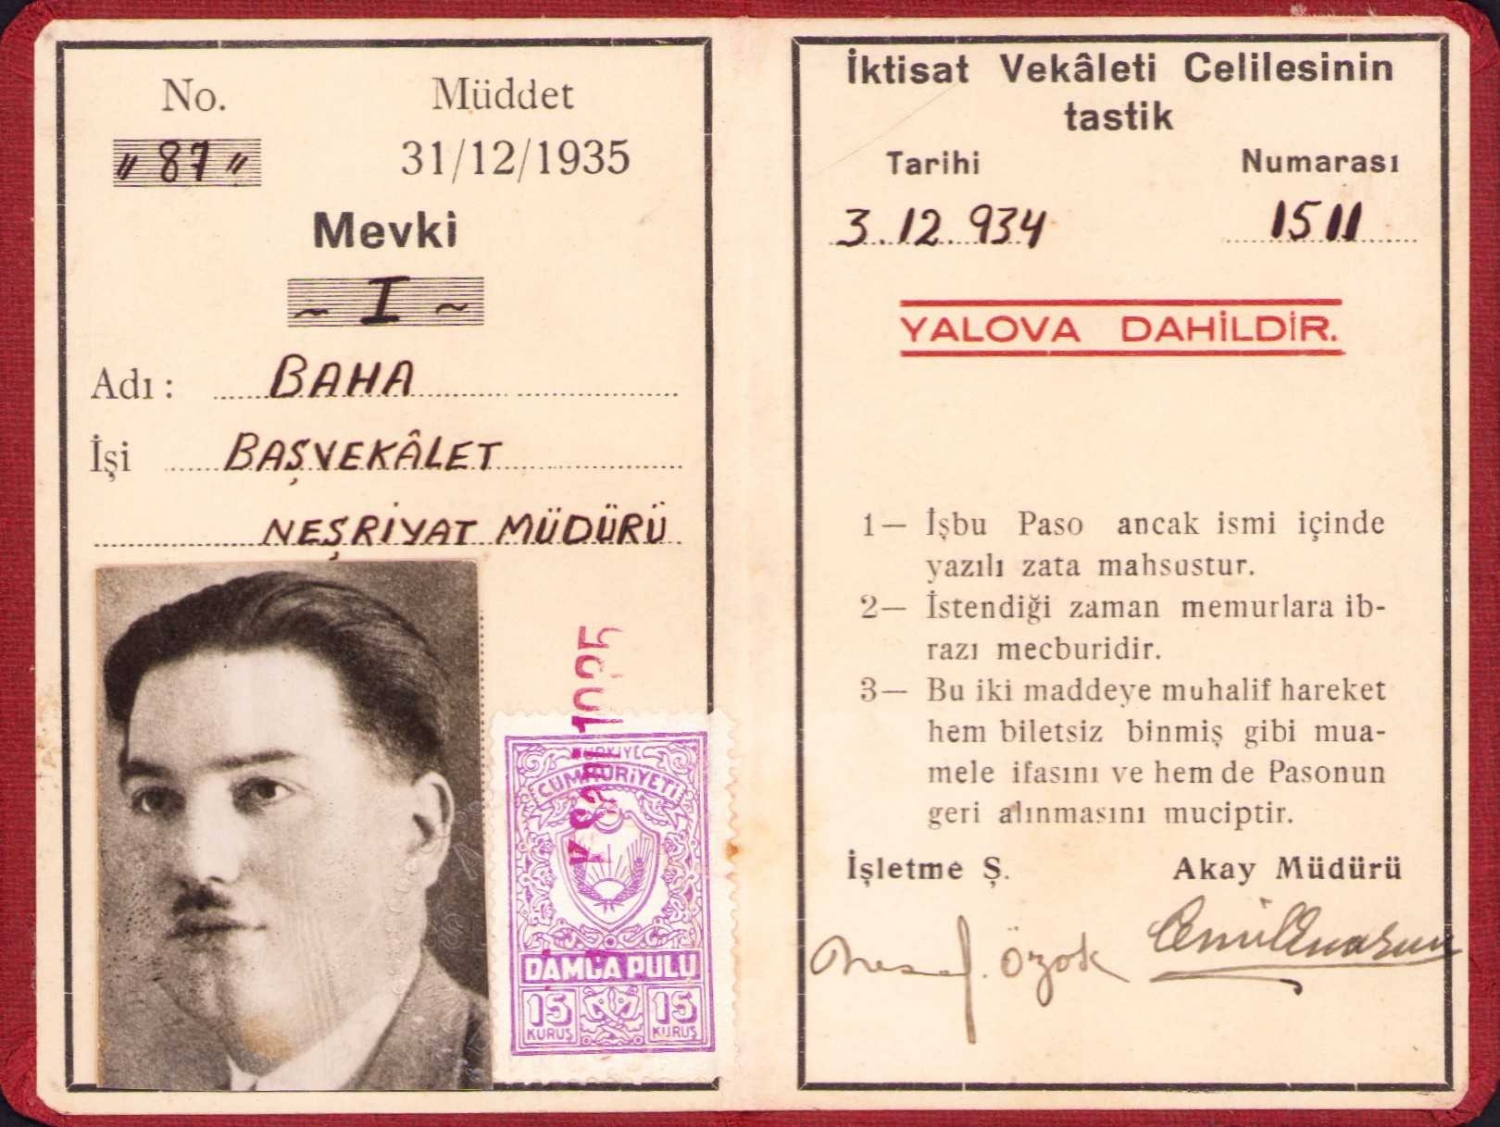 No.
Müddet
„ 87 „
31/12/1935
Mevki
~ I ~
Adı : BAHA
İşi BAŞVEKÂLET
NEŞRİYAT MÜDÜRÜ
TÜRKİYE
CUMHURİYETİ
DAMGA PULU
15 15
KURUŞ KURUŞ
İktisat Vekâleti Celilesinin
tastik
Tarihi Numarası
3.12.934 1511
YALOVA DAHİLDİR.
1— İşbu Paso ancak ismi içinde
yazılı zata mahsustur.
2— İstendiği zaman memurlara ib-
razı mecburidir.
3— Bu iki maddeye muhalif hareket
hem biletsiz binmiş gibi mua-
mele ifasını ve hem de Pasonun
geri alınmasını muciptir.
İşletme Ş. Akay Müdürü
Özok